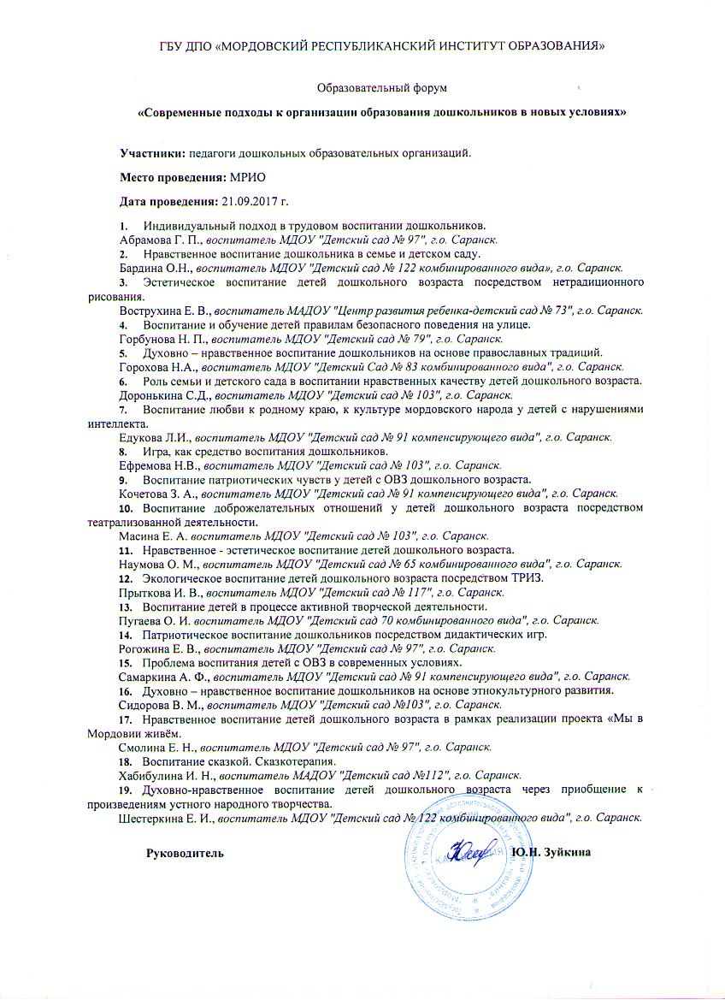 ГБУ ДПО «МОРДОВСКИЙ РЕСПУБЛИКАНСКИЙ ИНСТИТУТ ОБРАЗОВАНИЯ»
Образовательный форум
«Современные подходы к организации образования дошкольников в новых условиях»
Участники: педагоги дошкольных образовательных организаций.
Место проведения: МРИО
Дата проведения: 21.09.2017 г.
1. Индивидуальный подход в трудовом воспитании дошкольников.
Абрамова Г. П., воспитатель МДОУ "Детский сад № 97", г.о. Саранск.
2. Нравственное воспитание дошкольника в семье и детском саду.
Бардина О.Н., воспитатель МДОУ "Детский сад № 122 комбинированного вида», г.о. Саранск.
3. Эстетическое воспитание детей дошкольного возраста посредством нетрадиционного
рисования.
Вострухина Е. В., воспитатель МАДОУ "Центр развития ребенка-детский сад № 73", г.о. Саранск.
4. Воспитание и обучение детей правилам безопасного поведения на улице.
Горбунова Н. П., воспитатель МДОУ "Детский сад № 79", г.о. Саранск.
5. Духовно – нравственное воспитание дошкольников на основе православных традиций.
Горохова Н.А., воспитатель МДОУ "Детский Сад № 83 комбинированного вида", г.о. Саранск.
6. Роль семьи и детского сада в воспитании нравственных качеству детей дошкольного возраста.
Доронькина С.Д., воспитатель МДОУ "Детский сад № 103", г.о. Саранск.
7. Воспитание любви к родному краю, к культуре мордовского народа у детей с нарушениями
интеллекта.
Едукова Л.И., воспитатель МДОУ "Детский сад № 91 компенсирующего вида", г.о. Саранск.
8. Игра, как средство воспитания дошкольников.
Ефремова Н.В., воспитатель МДОУ "Детский сад № 103", г.о. Саранск.
9. Воспитание патриотических чувств у детей с ОВЗ дошкольного возраста.
Кочетова З. А., воспитатель МДОУ "Детский сад № 91 компенсирующего вида", г.о. Саранск.
10. Воспитание доброжелательных отношений у детей дошкольного возраста посредством
театрализованной деятельности.
Масина Е. А. воспитатель МДОУ "Детский сад № 103", г.о. Саранск.
11. Нравственное - эстетическое воспитание детей дошкольного возраста.
Наумова О. М., воспитатель МДОУ "Детский сад № 65 комбинированного вида", г.о. Саранск.
12. Экологическое воспитание детей дошкольного возраста посредством ТРИЗ.
Прыткова И. В., воспитатель МДОУ "Детский сад № 117", г.о. Саранск.
13. Воспитание детей в процессе активной творческой деятельности.
Пугаева О. И. воспитатель МДОУ "Детский сад 70 комбинированного вида", г.о. Саранск.
14. Патриотическое воспитание дошкольников посредством дидактических игр.
Рогожина Е. В., воспитатель МДОУ "Детский сад № 97", г.о. Саранск.
15. Проблема воспитания детей с ОВЗ в современных условиях.
Самаркина А. Ф., воспитатель МДОУ "Детский сад № 91 компенсирующего вида", г.о. Саранск.
16. Духовно – нравственное воспитание дошкольников на основе этнокультурного развития.
Сидорова В. М., воспитатель МДОУ "Детский сад №103", г.о. Саранск.
17. Нравственное воспитание детей дошкольного возраста в рамках реализации проекта «Мы в
Мордовии живём.
Смолина Е. Н., воспитатель МДОУ "Детский сад № 97", г.о. Саранск.
18. Воспитание сказкой. Сказкотерапия.
Хабибулина И. Н., воспитатель МАДОУ "Детский сад №112", г.о. Саранск.
19. Духовно-нравственное воспитание детей дошкольного возраста через приобщение к
произведениям устного народного творчества.
Шестеркина Е. И., воспитатель МДОУ "Детский сад № 122 комбинированного вида", г.о. Саранск.
Руководитель Ю.Н. Зуйкина